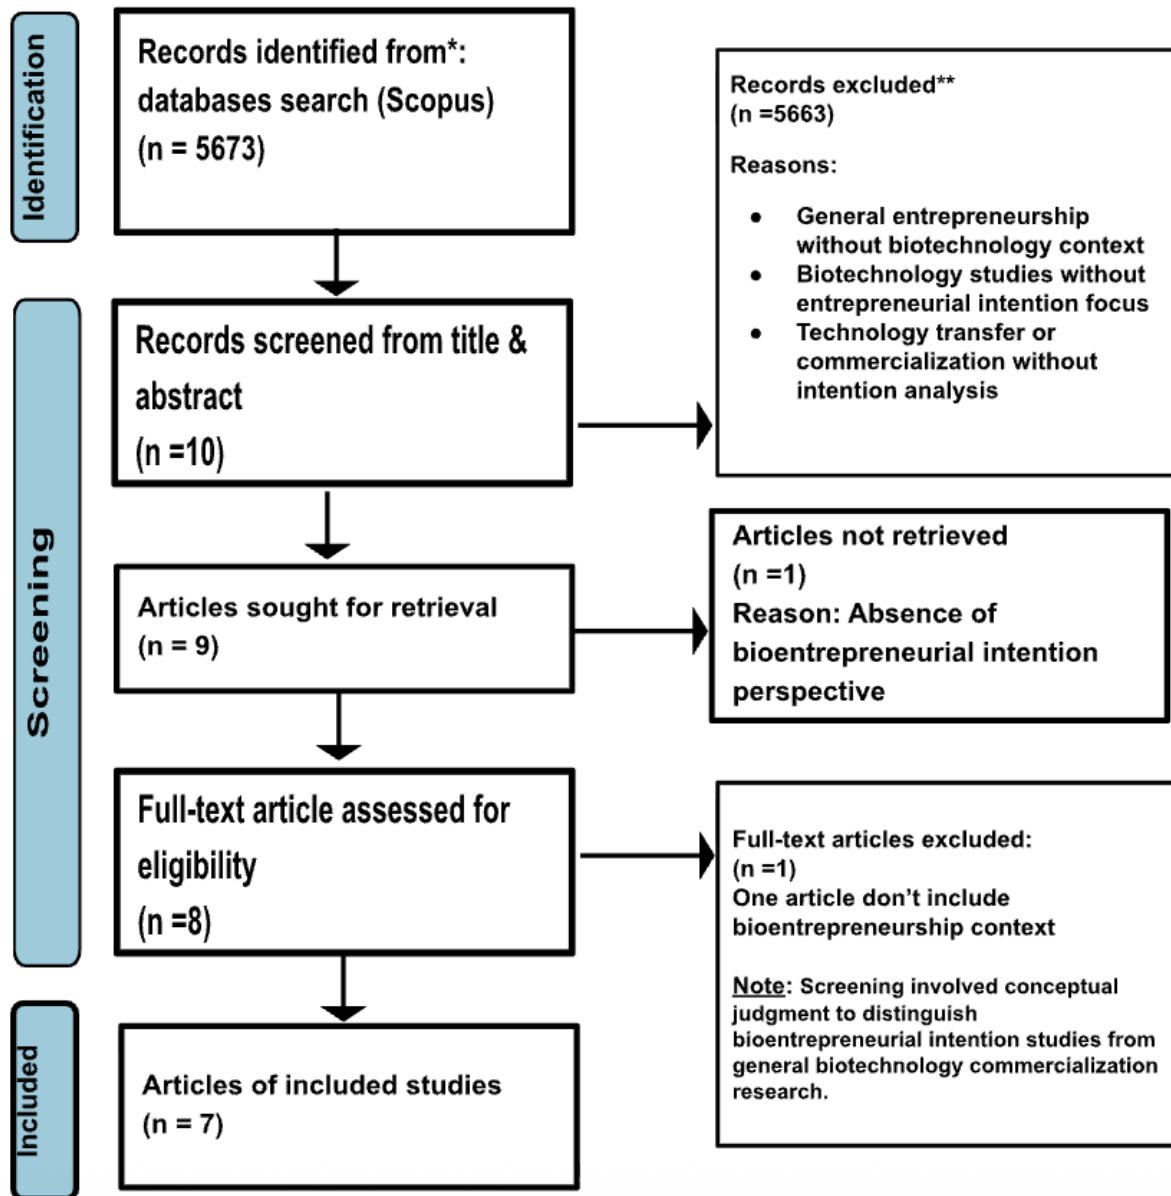 Identification
Records identified from*:
databases search (Scopus)
(n = 5673)
Records excluded**
(n =5663)
Reasons:
● General entrepreneurship
without biotechnology context
● Biotechnology studies without
entrepreneurial intention focus
● Technology transfer or
commercialization without
intention analysis
Screening
Records screened from title &
abstract
(n =10)
Articles sought for retrieval
(n = 9)
Articles not retrieved
(n =1)
Reason: Absence of
bioentrepreneurial intention
perspective
Full-text article assessed for
eligibility
(n =8)
Full-text articles excluded:
(n =1)
One article don’t include
bioentrepreneurship context
Note: Screening involved conceptual
judgment to distinguish
bioentrepreneurial intention studies from
general biotechnology commercialization
research.
Included
Articles of included studies
(n = 7)